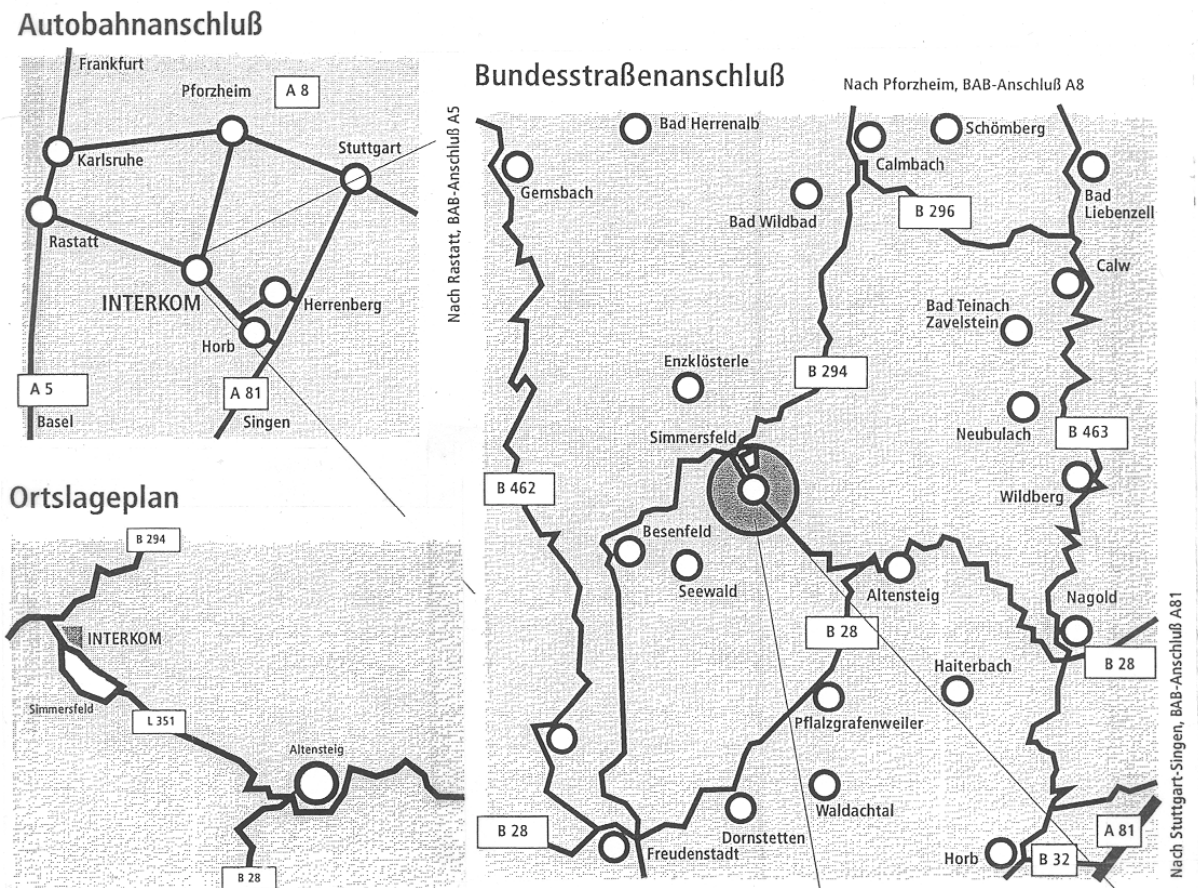 Autobahnanschluß
Frankfurt
Pforzheim
A 8
Karlsruhe
Stuttgart
Rastatt
INTERKOM
Herrenberg
Horb
A 5
A 81
Basel
Singen
Ortslageplan
B 294
INTERKOM
Simmersfeld
L 351
Altensteig
B 28
Bundesstraßenanschluß
Nach Pforzheim, BAB-Anschluß A8
Nach Rastatt, BAB-Anschluß A5
Bad Herrenalb
Schömberg
Calmbach
Gernsbach
Bad Wildbad
B 296
Bad
Liebenzell
Calw
Bad Teinach
Zavelstein
Enzklösterle
B 294
Neubulach
B 463
Simmersfeld
B 462
Wildberg
Besenfeld
Seewald
Altensteig
Nagold
B 28
B 28
Haiterbach
Pflalzgrafenweiler
Waldachtal
B 28
Dornstetten
Freudenstadt
A 81
Horb
B 32
Nach Stuttgart-Singen, BAB-Anschluß A81